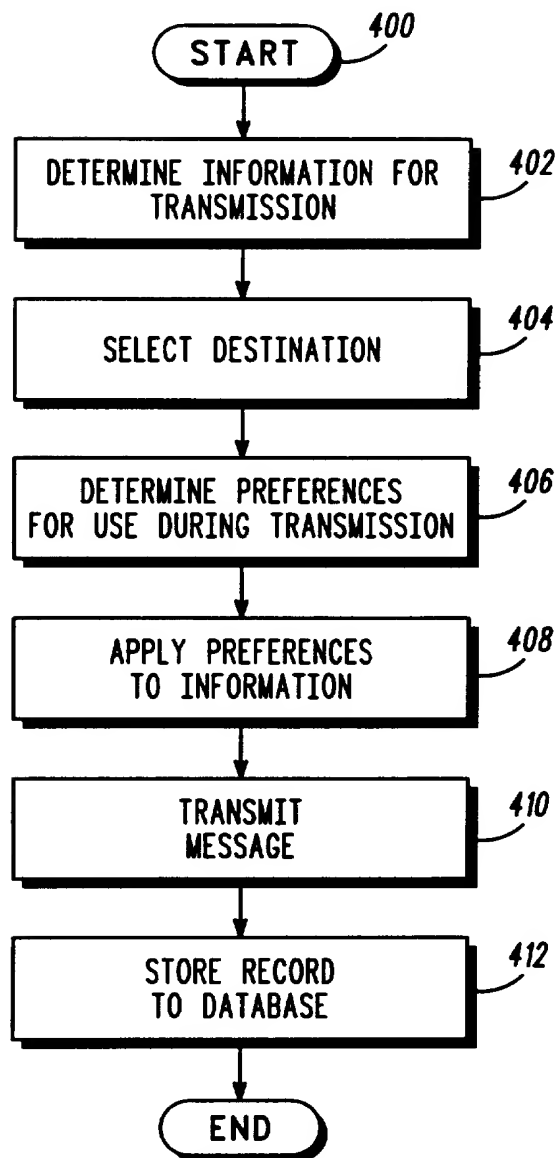 START
400
DETERMINE INFORMATION FOR
TRANSMISSION
402
SELECT DESTINATION
404
DETERMINE PREFERENCES
FOR USE DURING TRANSMISSION
406
APPLY PREFERENCES
TO INFORMATION
408
TRANSMIT
MESSAGE
410
STORE RECORD
TO DATABASE
412
END